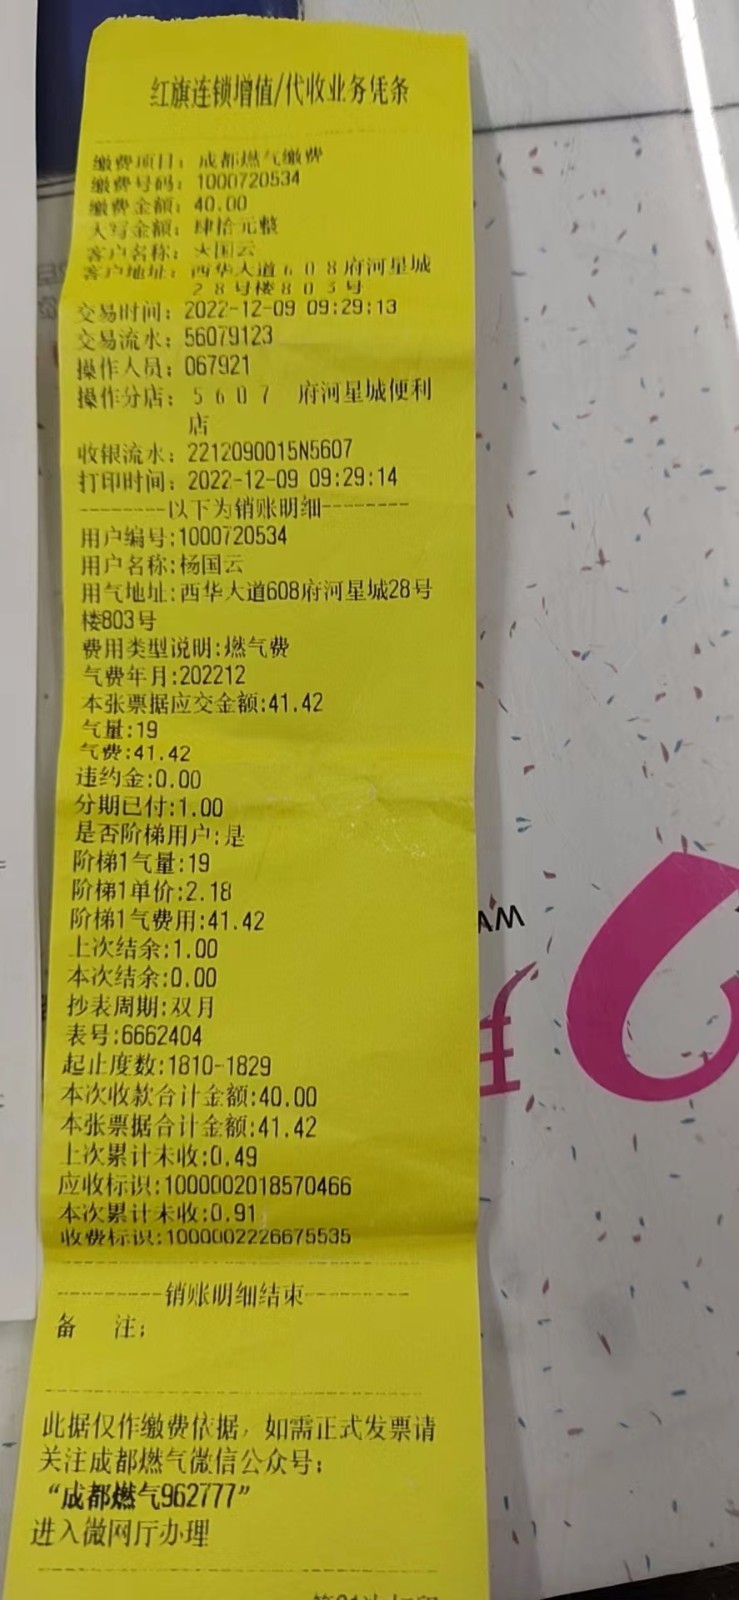 红旗连锁增值/代收业务凭条
缴费项目：成都燃气缴费
缴费号码：1000720534
缴费金额：40.00
大写金额：肆拾元整
客户名称：国云
客户地址：西华大道608府河星城
28号楼803号
交易时间：2022-12-09 09:29:13
交易流水：56079123
操作人员：067921
操作分店：5607 府河星城便利
店
收银流水：2212090015N5607
打印时间：2022-12-09 09:29:14
--------以下为销账明细--------
用户编号:1000720534
用户名称:杨国云
用气地址:西华大道608府河星城28号
楼803号
费用类型说明:燃气费
气费年月:202212
本张票据应交金额:41.42
气量:19
气费:41.42
违约金:0.00
分期已付:1.00
是否阶梯用户:是
阶梯1气量:19
阶梯1单价:2.18
阶梯1气费用:41.42
上次结余:1.00
本次结余:0.00
抄表周期:双月
表号:6662404
起止度数:1810-1829
本次收款合计金额:40.00
本张票据合计金额:41.42
上次累计未收:0.49
应收标识:1000002018570466
本次累计未收:0.91
收费标识:1000002226675535
---------销账明细结束---------
备 注：
此据仅作缴费依据，如需正式发票请
关注成都燃气微信公众号：
“成都燃气962777”
进入微网厅办理